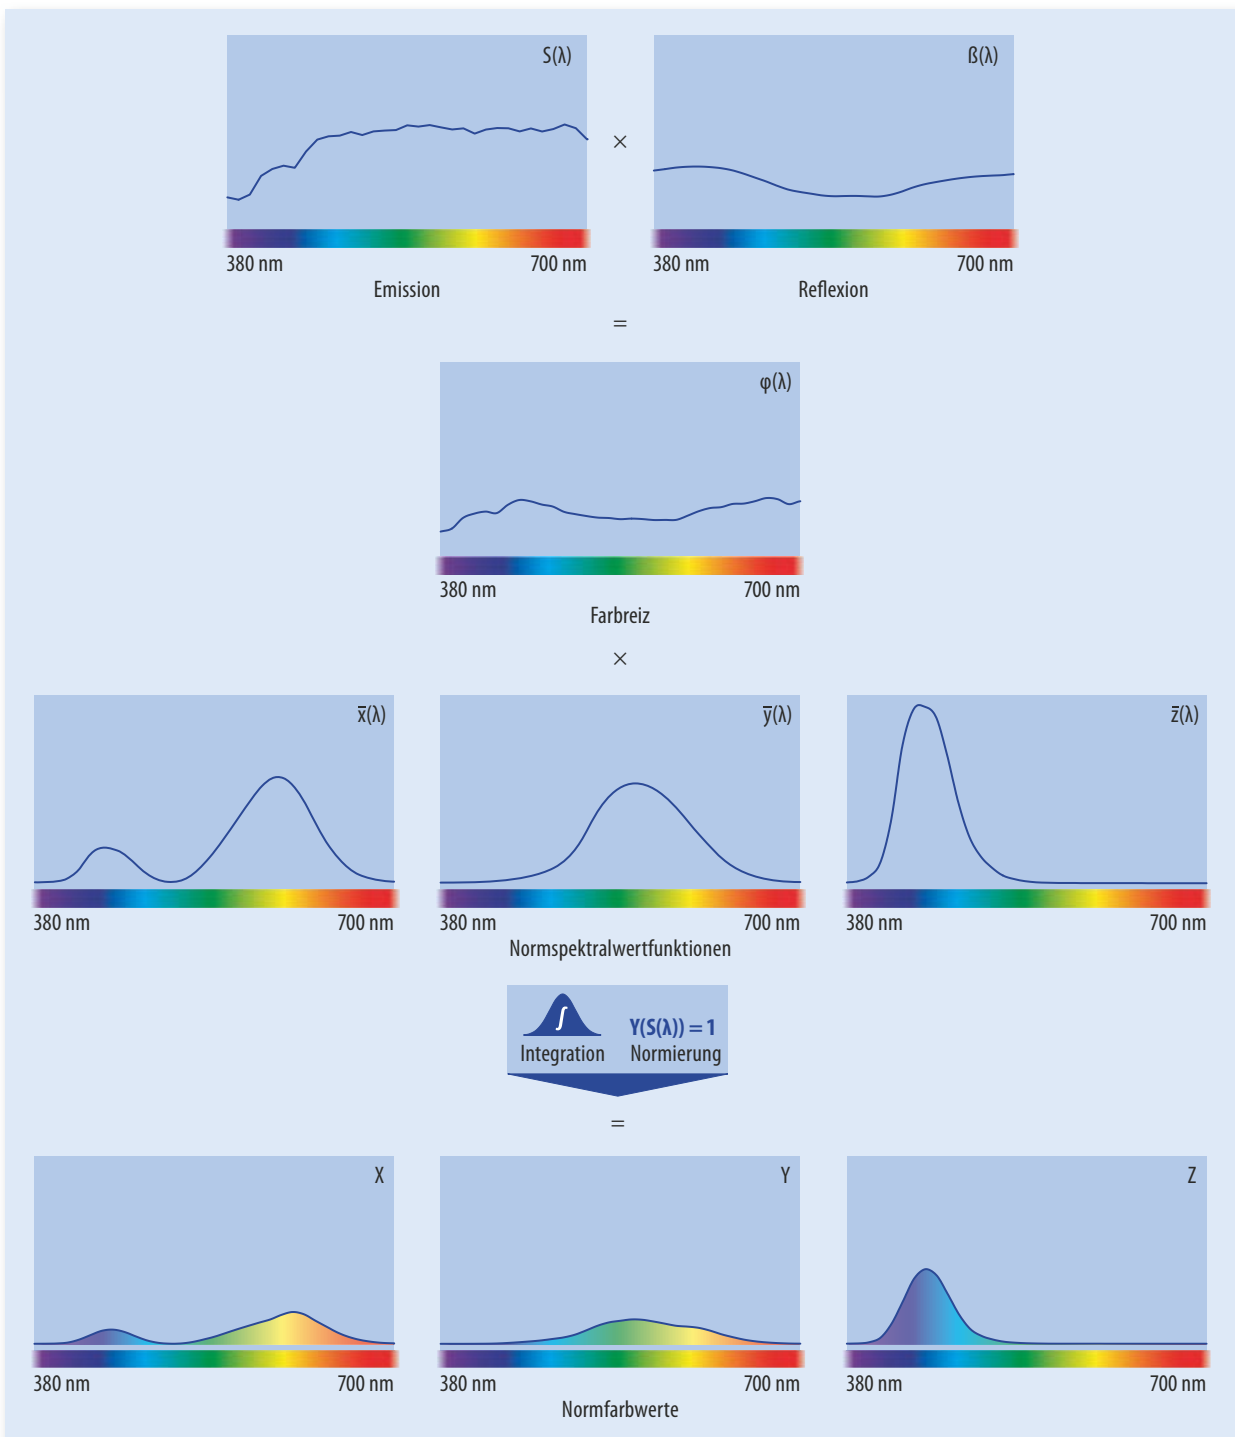 S(λ)
ß(λ)
×
380 nm 700 nm
380 nm 700 nm
Emission
Reflexion
=
φ(λ)
380 nm 700 nm
Farbreiz
×
x̅(λ)
y̅(λ)
z̅(λ)
380 nm 700 nm
380 nm 700 nm
380 nm 700 nm
Normspektralwertfunktionen
∫
Y(S(λ)) = 1
Integration Normierung
=
X
Y
Z
380 nm 700 nm
380 nm 700 nm
380 nm 700 nm
Normfarbwerte